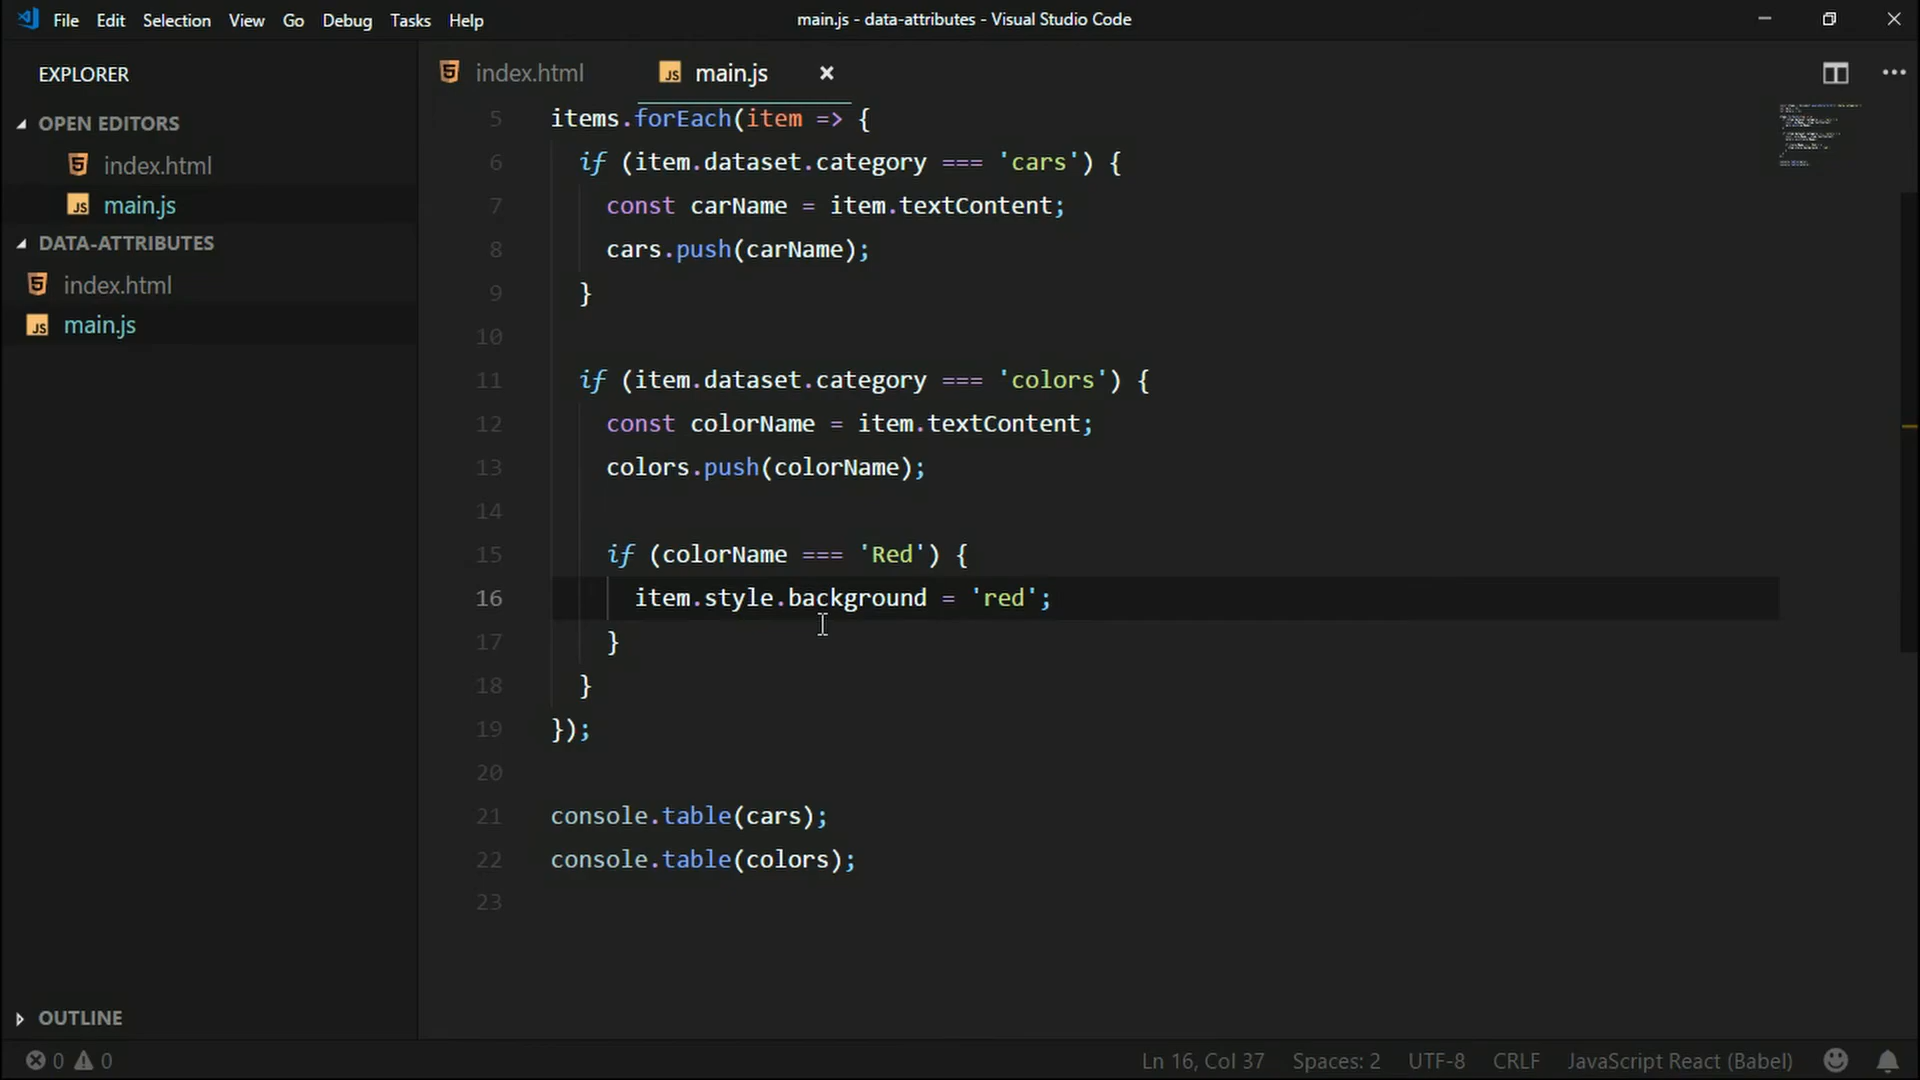 File Edit Selection View Go Debug Tasks Help
main.js - data-attributes - Visual Studio Code
EXPLORER
OPEN EDITORS
index.html
main.js
DATA-ATTRIBUTES
index.html
main.js
OUTLINE
index.html main.js
5 items.forEach(item => {
6 if (item.dataset.category === 'cars') {
7 const carName = item.textContent;
8 cars.push(carName);
9 }
10
11 if (item.dataset.category === 'colors') {
12 const colorName = item.textContent;
13 colors.push(colorName);
14
15 if (colorName === 'Red') {
16 item.style.background = 'red';
17 }
18 }
19 });
20
21 console.table(cars);
22 console.table(colors);
23
0 0 Ln 16, Col 37 Spaces: 2 UTF-8 CRLF JavaScript React (Babel)